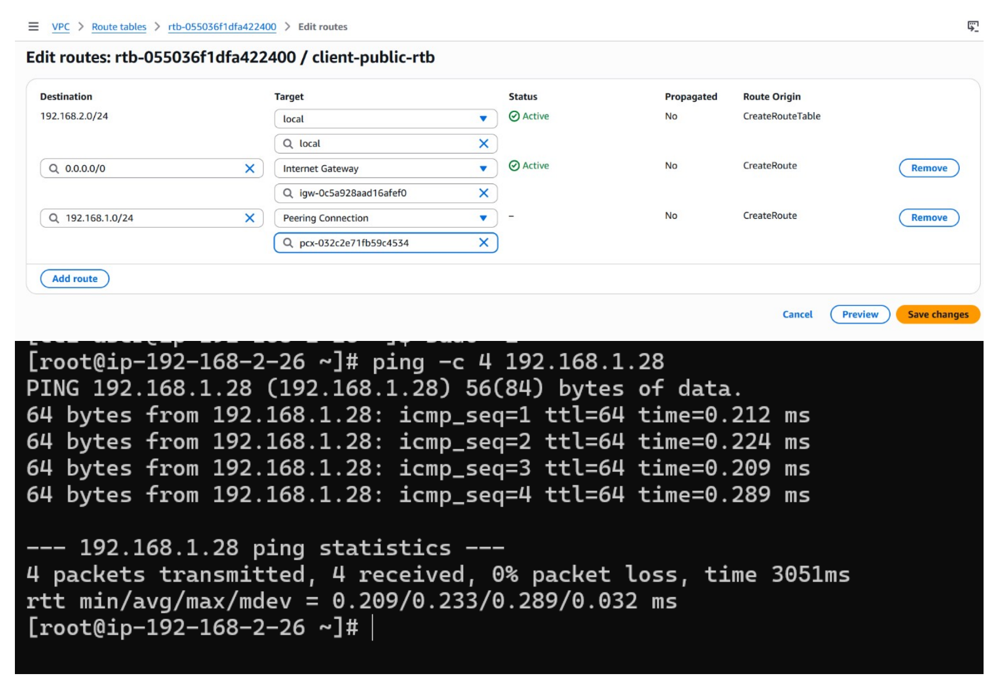 VPC > Route tables > rtb-055036f1dfa422400 > Edit routes
Edit routes: rtb-055036f1dfa422400 / client-public-rtb
Destination Target Status Propagated Route Origin
192.168.2.0/24 local Active No CreateRouteTable
local
0.0.0.0/0 Internet Gateway Active No CreateRoute Remove
igw-0c5a928aad16afef0
192.168.1.0/24 Peering Connection – No CreateRoute Remove
pcx-032c2e71fb59c4534
Add route
Cancel Preview Save changes
[root@ip-192-168-2-26 ~]# ping -c 4 192.168.1.28
PING 192.168.1.28 (192.168.1.28) 56(84) bytes of data.
64 bytes from 192.168.1.28: icmp_seq=1 ttl=64 time=0.212 ms
64 bytes from 192.168.1.28: icmp_seq=2 ttl=64 time=0.224 ms
64 bytes from 192.168.1.28: icmp_seq=3 ttl=64 time=0.209 ms
64 bytes from 192.168.1.28: icmp_seq=4 ttl=64 time=0.289 ms
--- 192.168.1.28 ping statistics ---
4 packets transmitted, 4 received, 0% packet loss, time 3051ms
rtt min/avg/max/mdev = 0.209/0.233/0.289/0.032 ms
[root@ip-192-168-2-26 ~]#